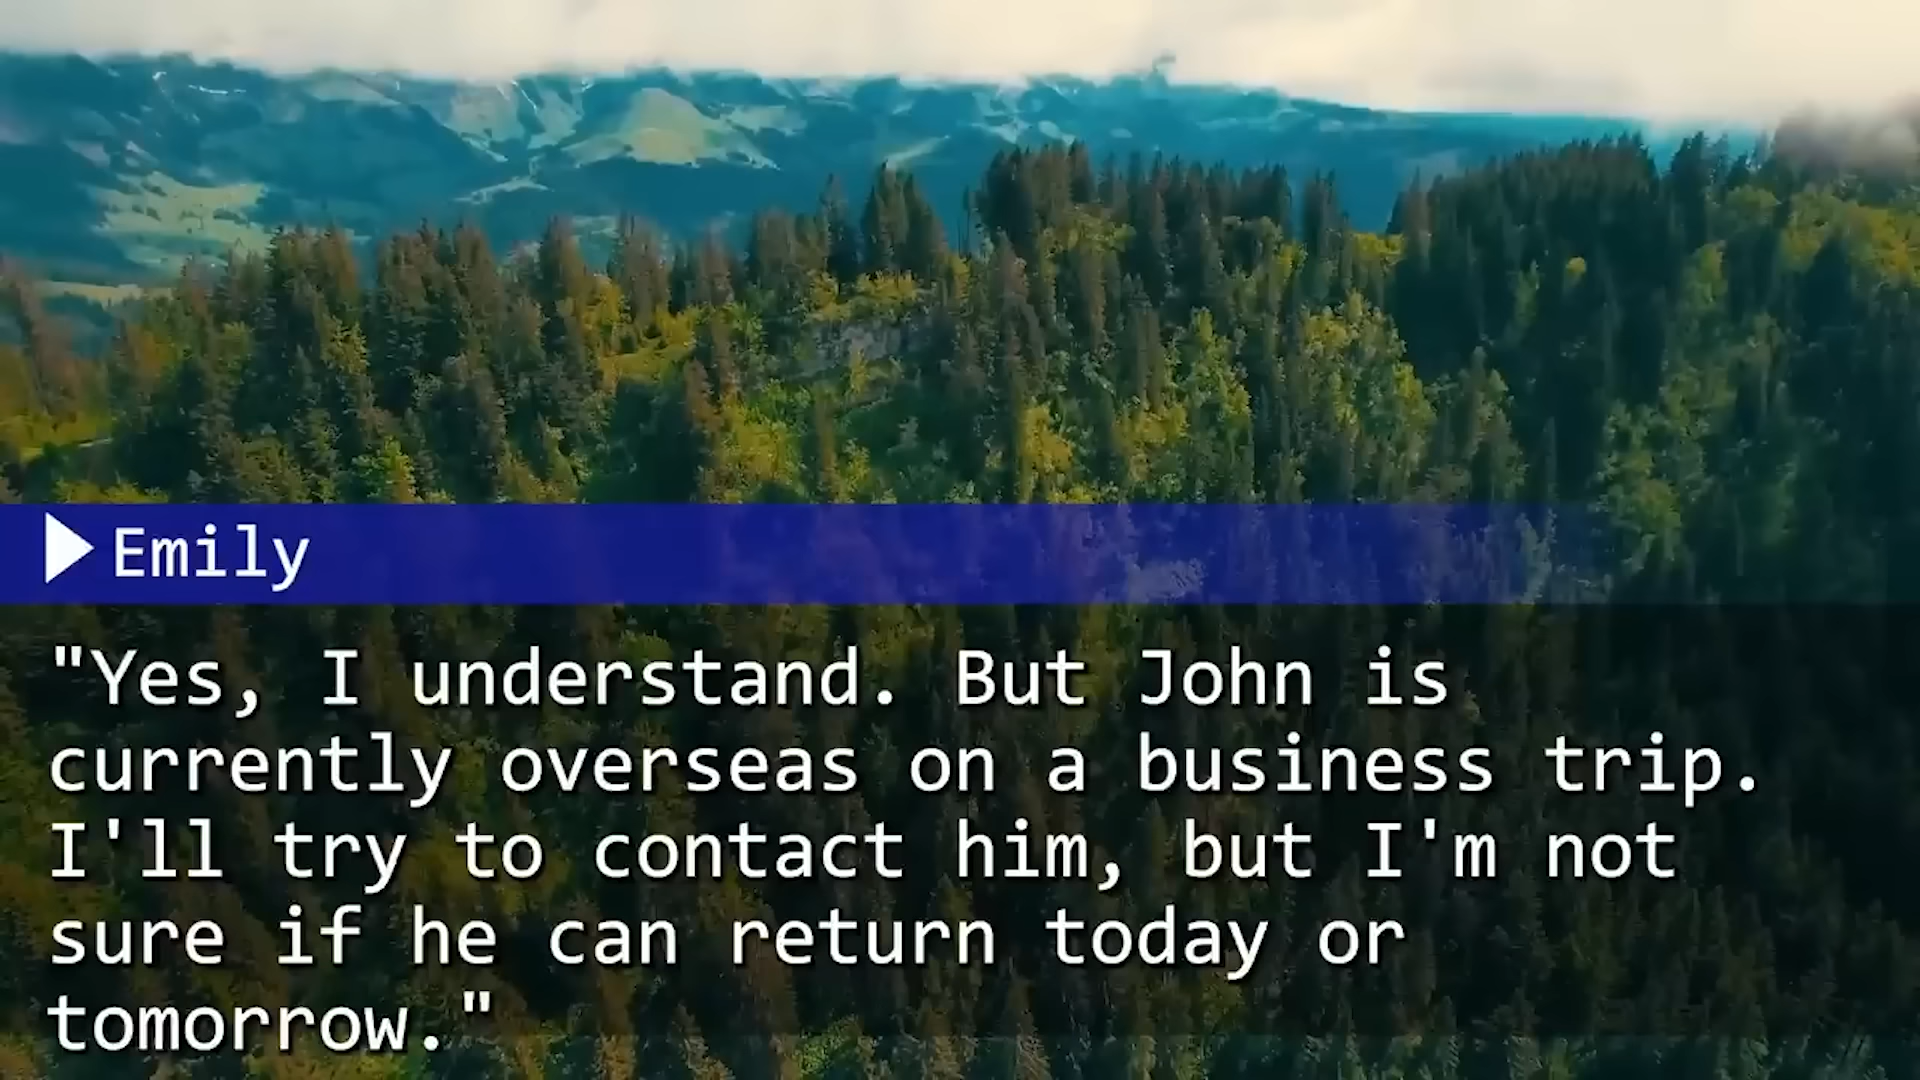 Emily
"Yes, I understand. But John is
currently overseas on a business trip.
I'll try to contact him, but I'm not
sure if he can return today or
tomorrow."